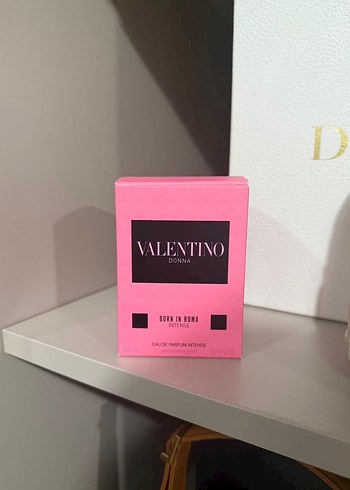 D
VALENTINO
DONNA
BORN IN ROMA
INTENSE
EAU DE PARFUM INTENSE